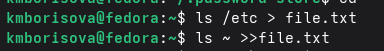 kmborisova@fedora:~$ ls /etc > file.txt
kmborisova@fedora:~$ ls ~ >>file.txt